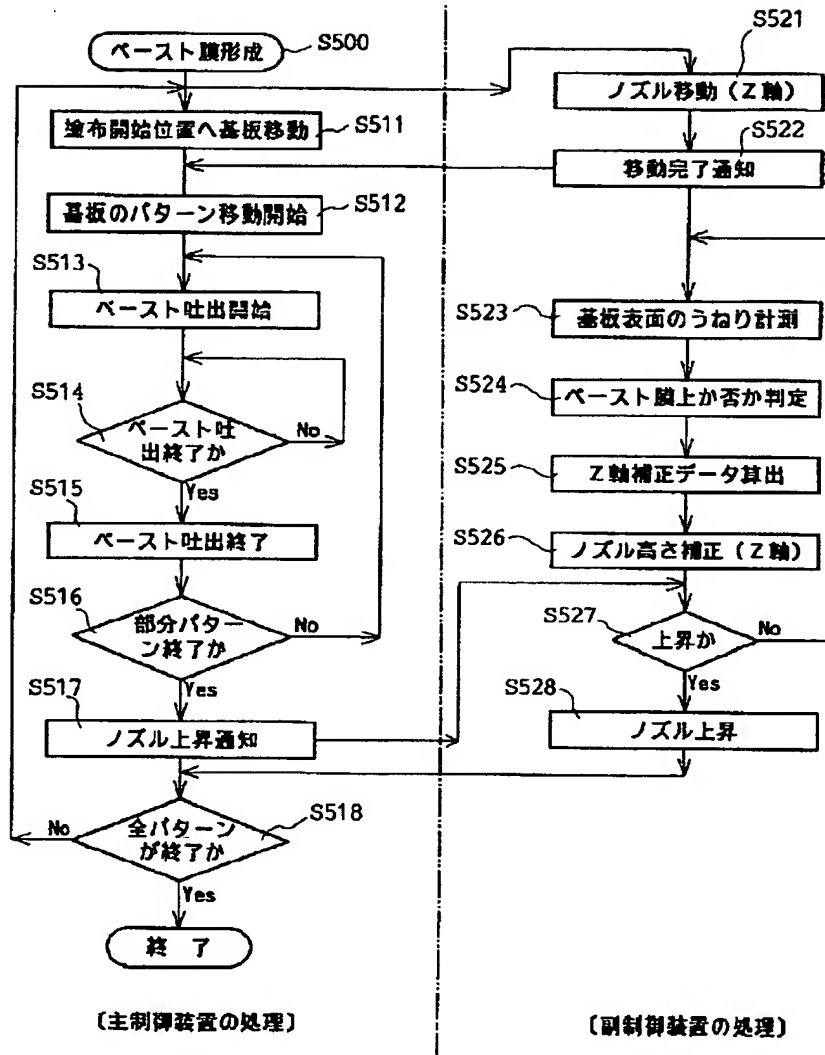 ペースト膜形成
S500
塗布開始位置へ基板移動
S511
基板のパターン移動開始
S512
S513
ペースト吐出開始
S514
ペースト吐
出終了か
No
Yes
S515
ペースト吐出終了
S516
部分パター
ン終了か
No
Yes
S517
ノズル上昇通知
全パターン
が終了か
S518
No
Yes
終 了
〔主制御装置の処理〕
S521
ノズル移動(Z軸)
S522
移動完了通知
S523
基板表面のうねり計測
S524
ペースト膜上か否か判定
S525
Z軸補正データ算出
S526
ノズル高さ補正(Z軸)
S527
上昇か
No
Yes
S528
ノズル上昇
〔副制御装置の処理〕